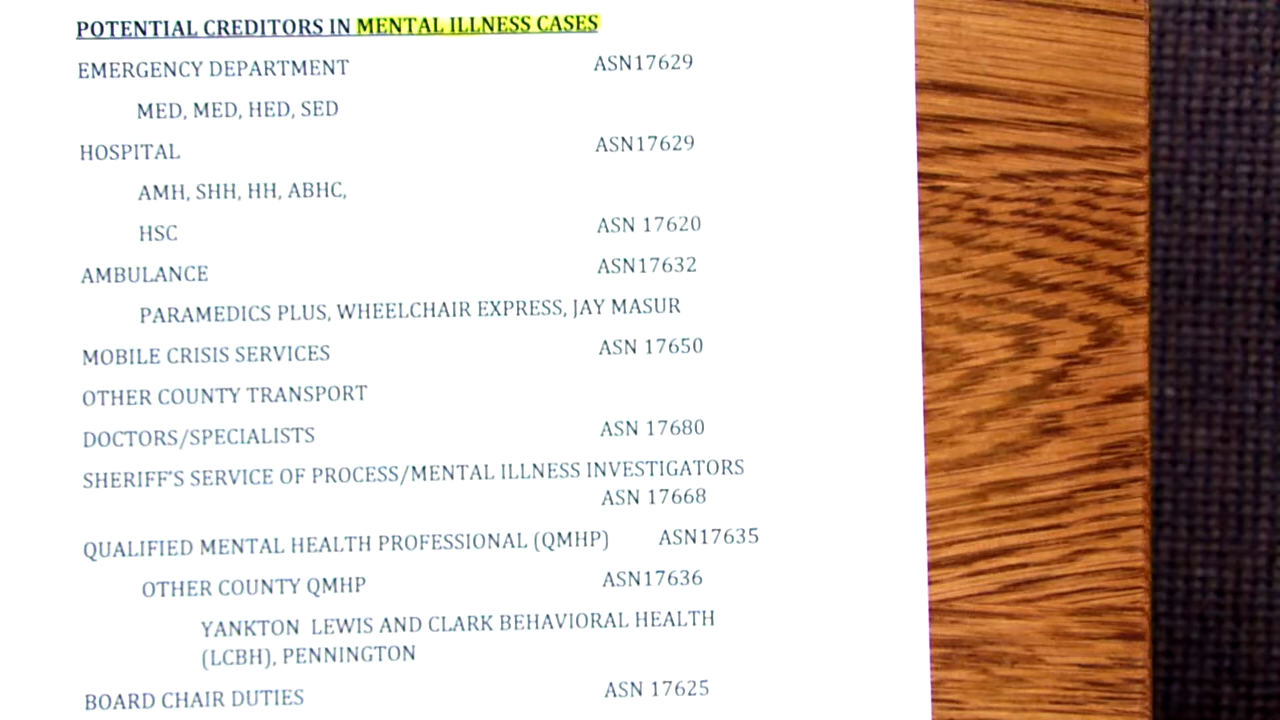 POTENTIAL CREDITORS IN MENTAL ILLNESS CASES
EMERGENCY DEPARTMENT ASN17629
MED, MED, HED, SED
HOSPITAL ASN17629
AMH, SHH, HH, ABHC,
HSC ASN 17620
AMBULANCE ASN17632
PARAMEDICS PLUS, WHEELCHAIR EXPRESS, JAY MASUR
MOBILE CRISIS SERVICES ASN 17650
OTHER COUNTY TRANSPORT
DOCTORS/SPECIALISTS ASN 17680
SHERIFF'S SERVICE OF PROCESS/MENTAL ILLNESS INVESTIGATORS
ASN 17668
QUALIFIED MENTAL HEALTH PROFESSIONAL (QMHP) ASN17635
OTHER COUNTY QMHP ASN17636
YANKTON LEWIS AND CLARK BEHAVIORAL HEALTH
(LCBH), PENNINGTON
BOARD CHAIR DUTIES ASN 17625